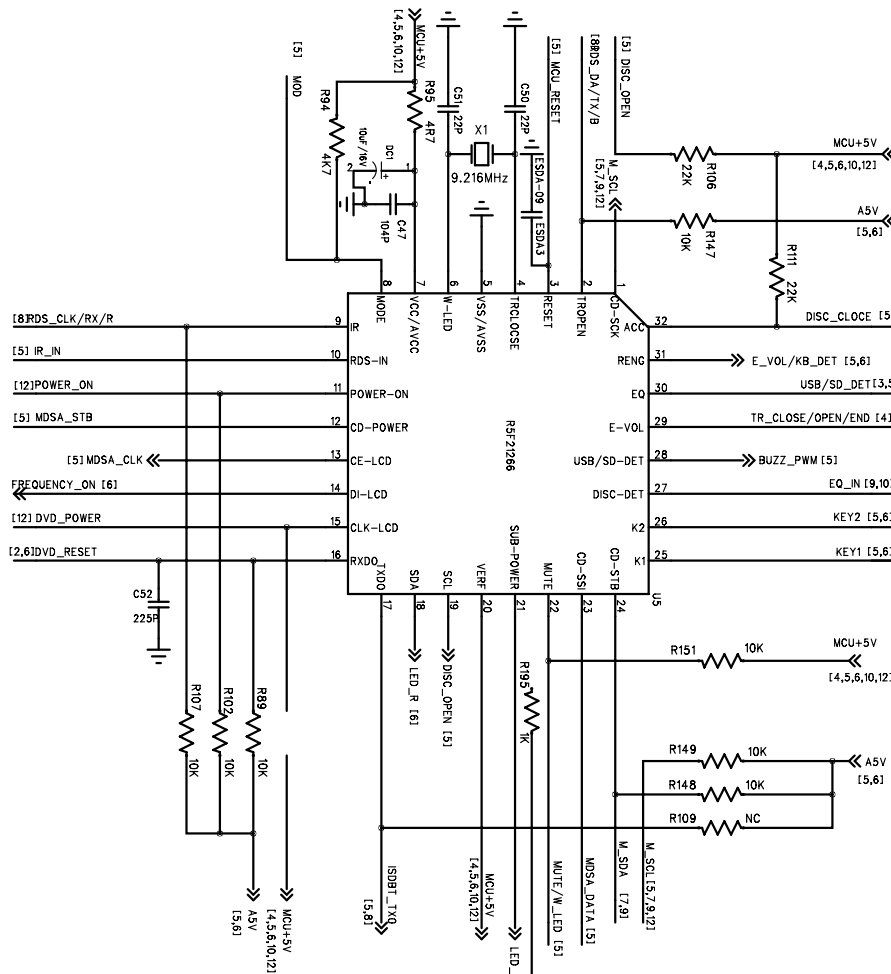 [5] MOD
R94
4K7
MCU+5V
[4,5,6,10,12]
R95
4R7
DC1
10uF/16V
2
1
+
C47
104P
C51
22P
X1
9.216MHz
C50
22P
[5] MCU_RESET
ESDA-09
ESDA3
[8]RDS_DA/TX/B
[5] DISC_OPEN
M_SCL
[5,7,9,12]
R106
22K
R147
10K
R111
22K
MCU+5V
[4,5,6,10,12]
A5V
[5,6]
8
7
6
5
4
3
2
1
MODE
VCC/AVCC
W-LED
VSS/AVSS
TRCLOCSE
RESET
TROPEN
CD-SCK
[8]RDS_CLK/RX/R
9
IR
[5] IR_IN
10
RDS-IN
[12]POWER_ON
11
POWER-ON
[5] MDSA_STB
12
CD-POWER
[5] MDSA_CLK
13
CE-LCD
FREQUENCY_ON [6]
14
DI-LCD
[12] DVD_POWER
15
CLK-LCD
[2,6]DVD_RESET
16
RXDO
R5F21266
U5
ACC
32
DISC_CLOCE [5
RENG
31
E_VOL/KB_DET [5,6]
EQ
30
USB/SD_DET[3,5
E-VOL
29
TR_CLOSE/OPEN/END [4]
USB/SD-DET
28
BUZZ_PWM [5]
DISC-DET
27
EQ_IN [9,10]
K2
26
KEY2 [5,6]
K1
25
KEY1 [5,6]
TXDO
SDA
SCL
VERF
SUB-POWER
MUTE
CD-SSI
CD-STB
17
18
19
20
21
22
23
24
C52
225P
R107
10K
R102
10K
R89
10K
A5V
[5,6]
MCU+5V
[4,5,6,10,12]
ISDBT_TXO
[5,8]
LED_R [6]
DISC_OPEN [5]
MCU+5V
[4,5,6,10,12]
LED_
R195
1K
MUTE/W_LED [5]
MDSA_DATA [5]
M_SDA [7,9]
M_SCL[5,7,9,12]
R151
10K
MCU+5V
[4,5,6,10,12]
R149
10K
R148
10K
R109
NC
A5V
[5,6]